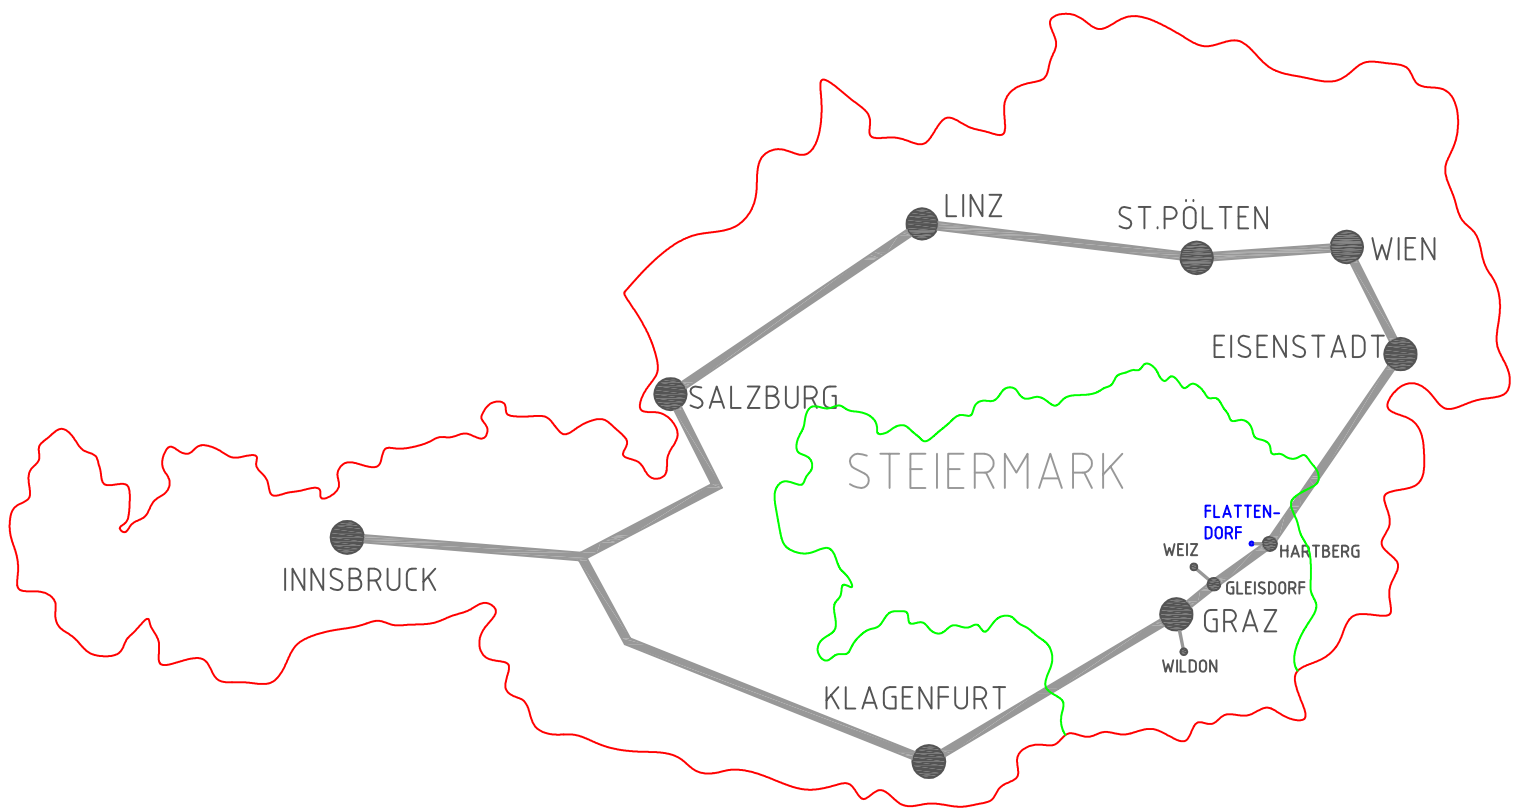 LINZ
ST.PÖLTEN
WIEN
EISENSTADT
SALZBURG
STEIERMARK
FLATTEN-
DORF
WEIZ
HARTBERG
INNSBRUCK
GLEISDORF
GRAZ
WILDON
KLAGENFURT